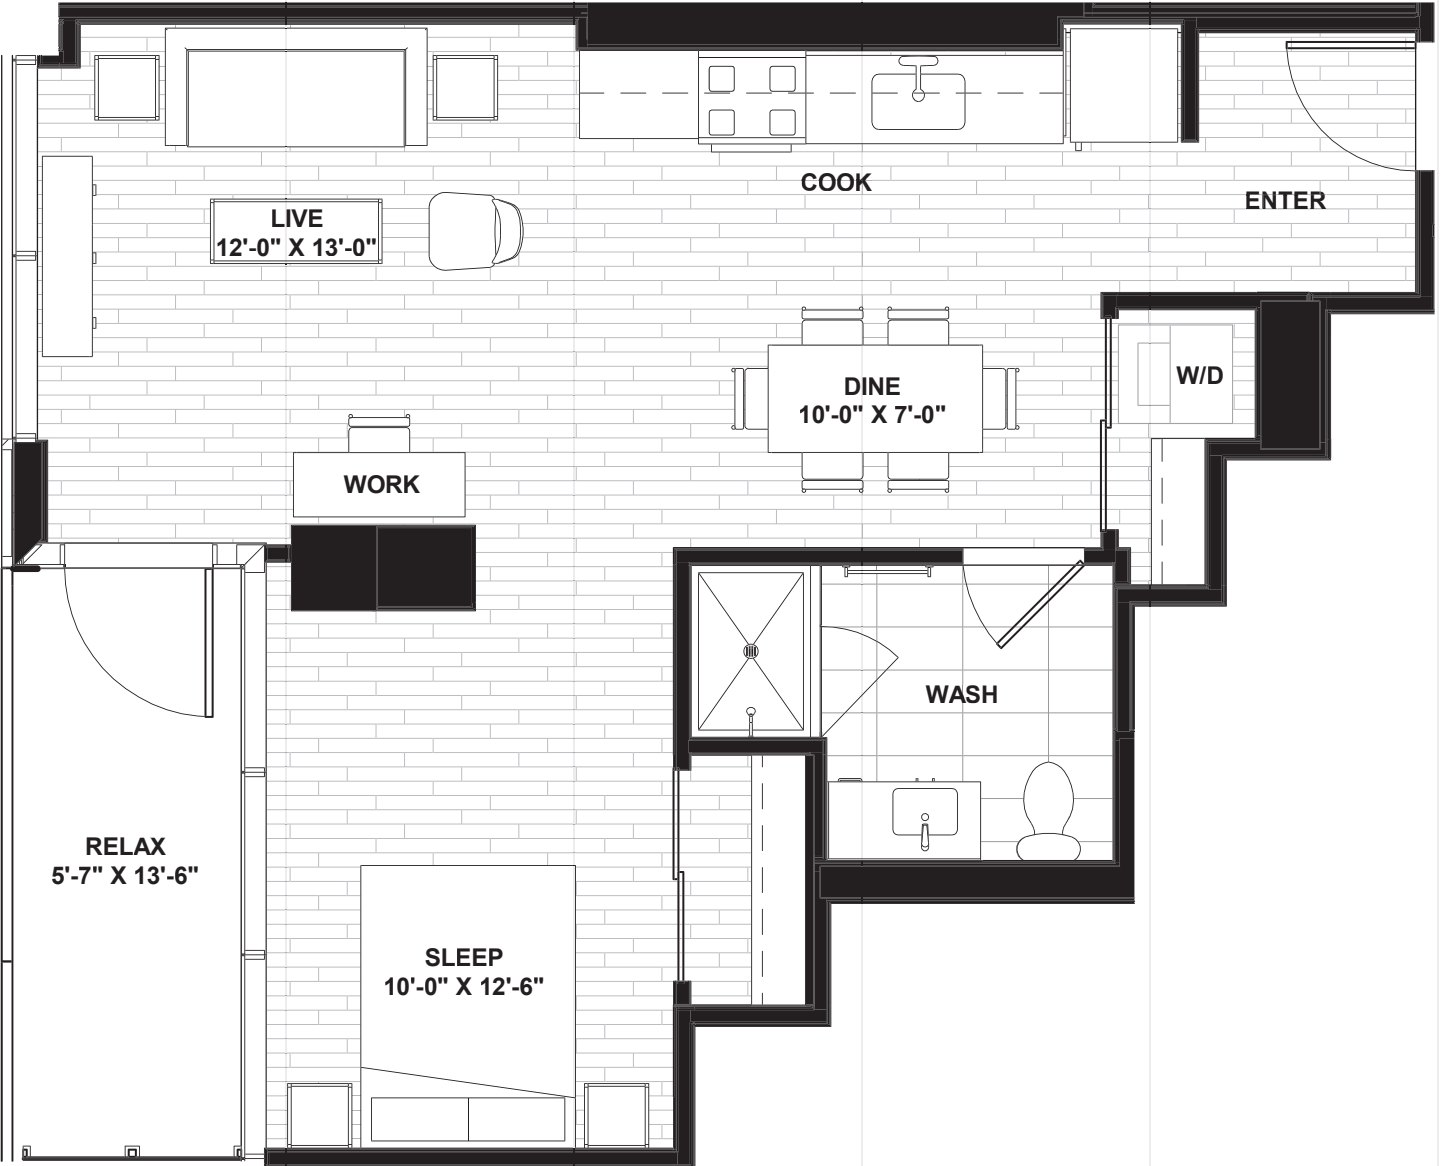 COOK
ENTER
LIVE
12'-0" X 13'-0"
W/D
DINE
10'-0" X 7'-0"
WORK
WASH
RELAX
5'-7" X 13'-6"
SLEEP
10'-0" X 12'-6"